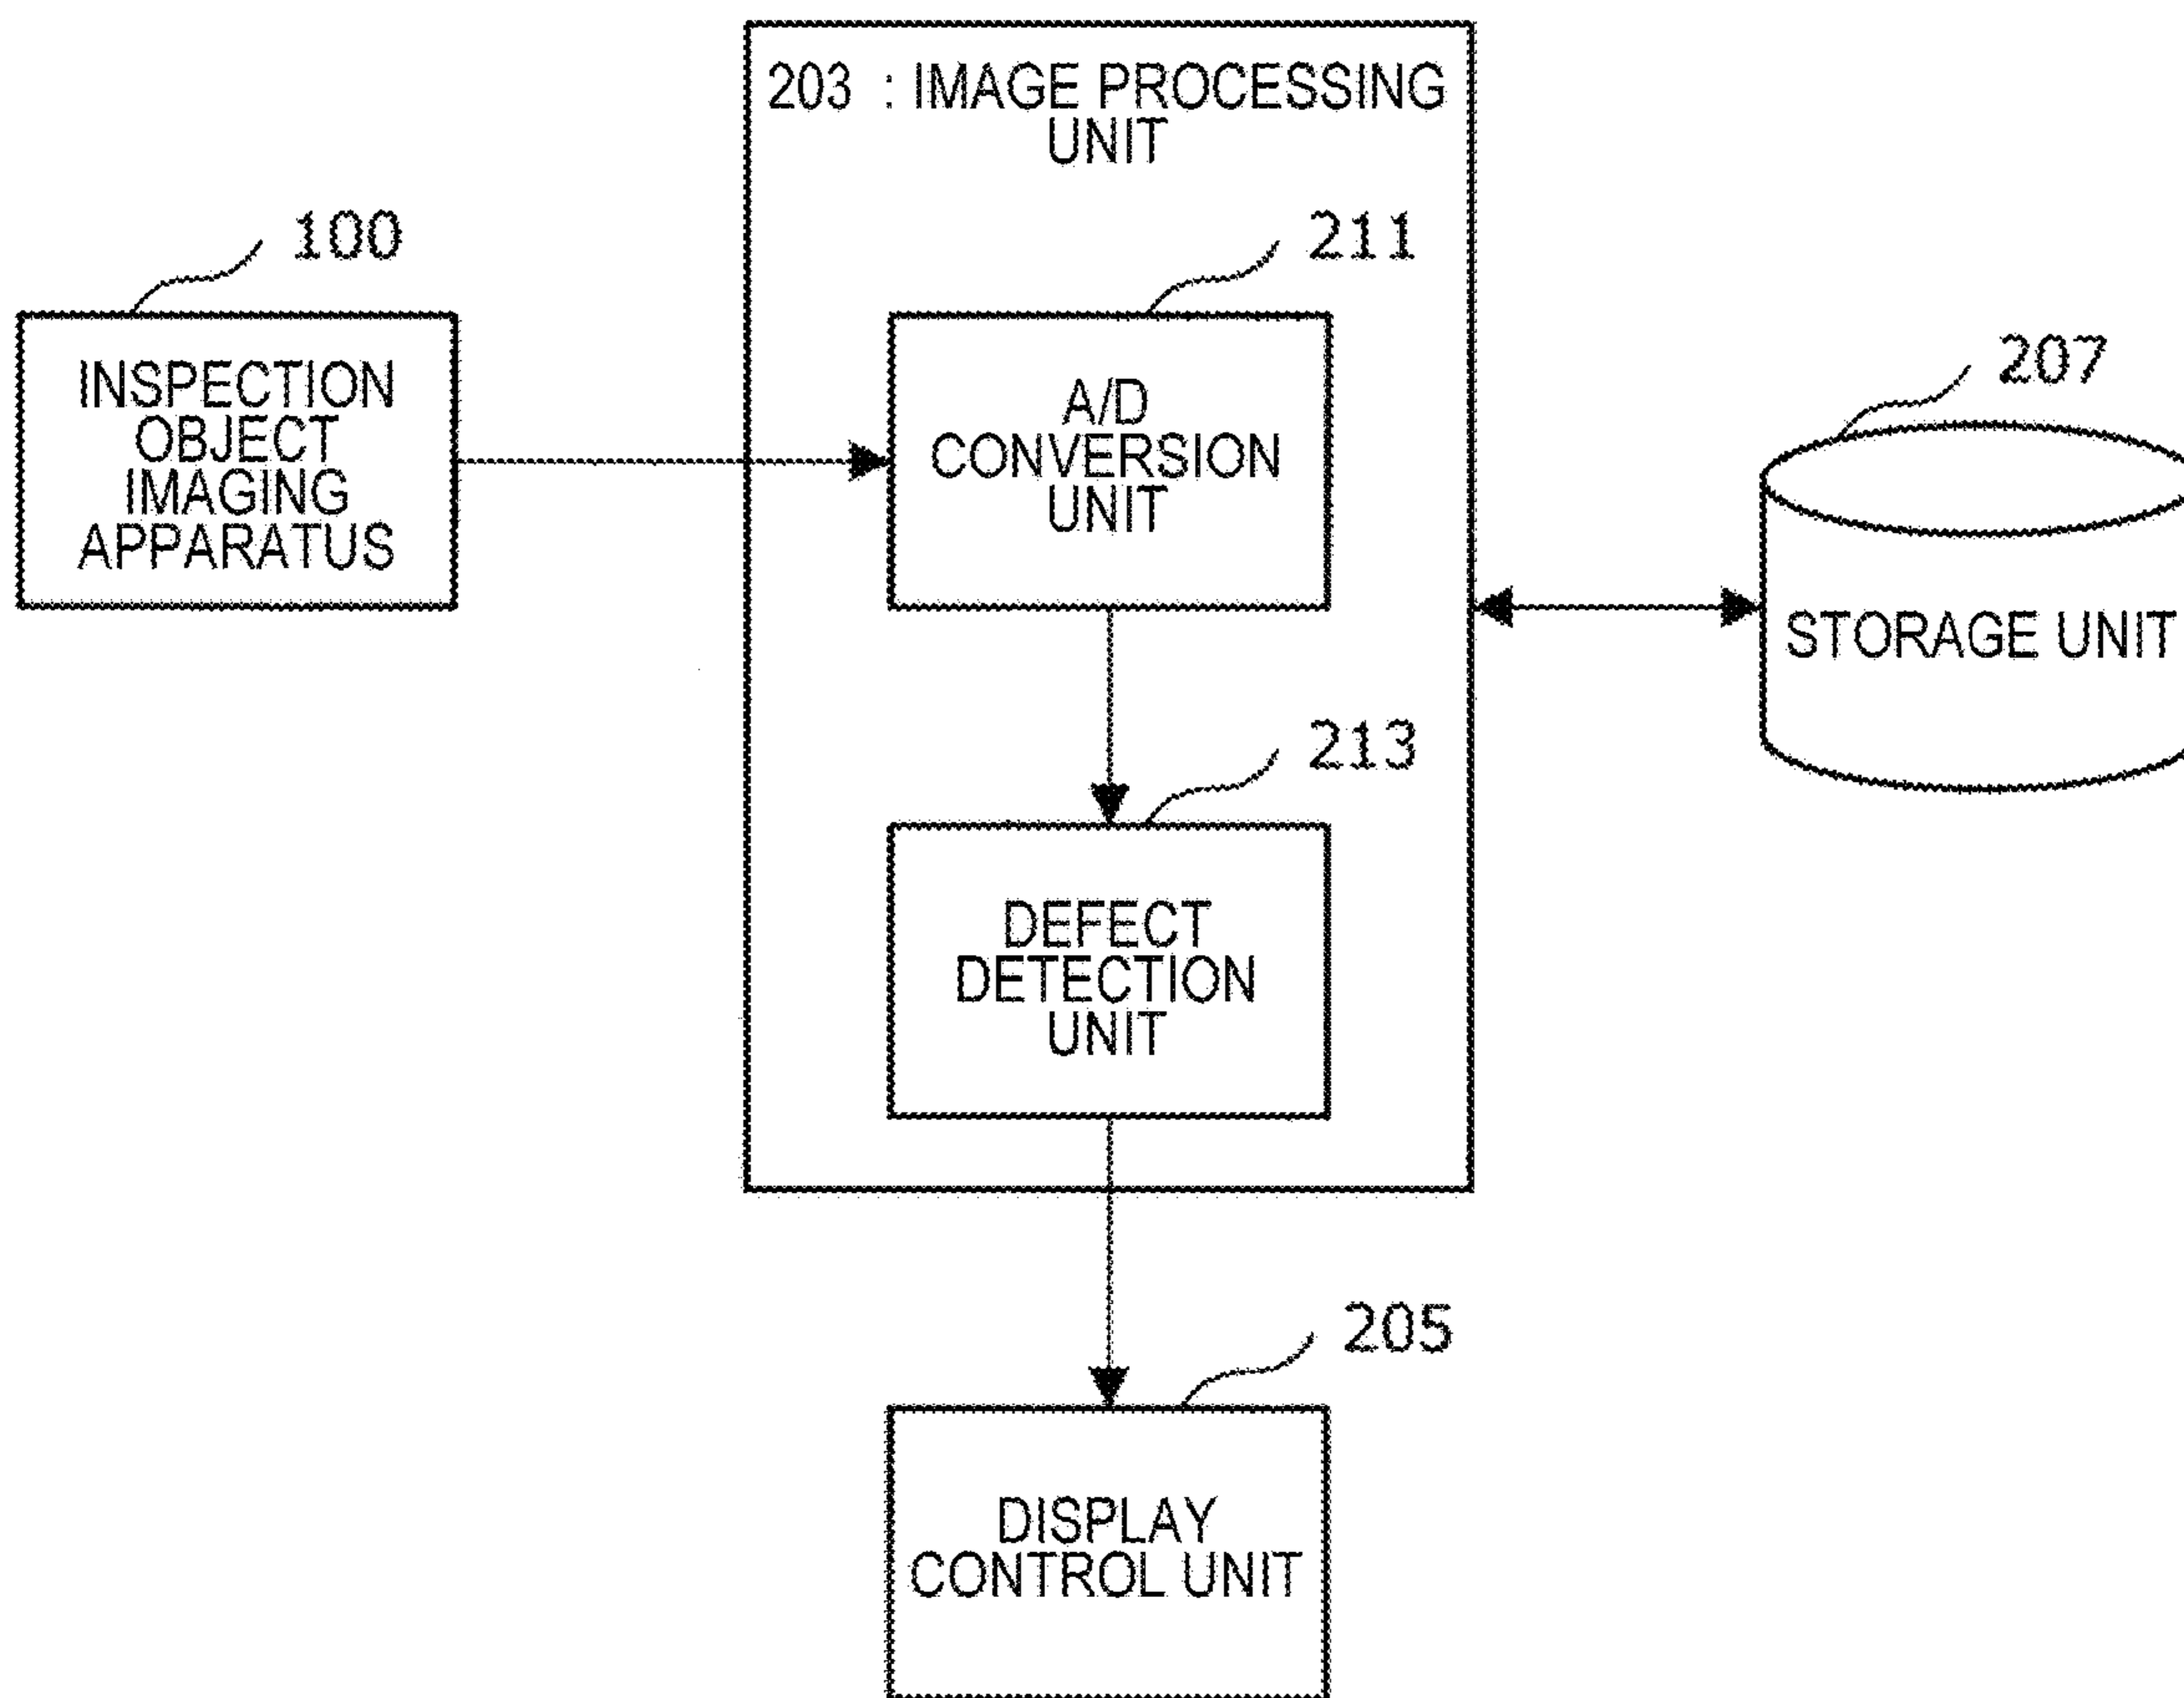 203 : IMAGE PROCESSING
UNIT
100
INSPECTION
OBJECT
IMAGING
APPARATUS
211
A/D
CONVERSION
UNIT
207
STORAGE UNIT
213
DEFECT
DETECTION
UNIT
205
DISPLAY
CONTROL UNIT